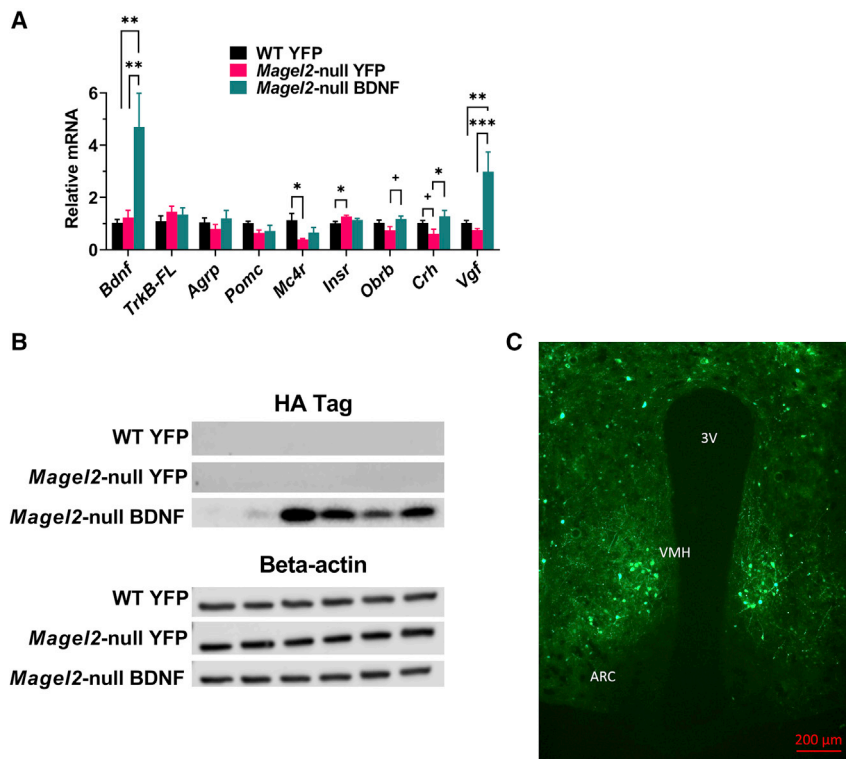 A
WT YFP
Magel2-null YFP
Magel2-null BDNF
Relative mRNA
6
4
2
0
** ** * * + + * ** ***
Bdnf TrkB-FL Agrp Pomc Mc4r Insr Obrb Crh Vgf
B
HA Tag
WT YFP
Magel2-null YFP
Magel2-null BDNF
Beta-actin
WT YFP
Magel2-null YFP
Magel2-null BDNF
C
3V
VMH
ARC
200 μm